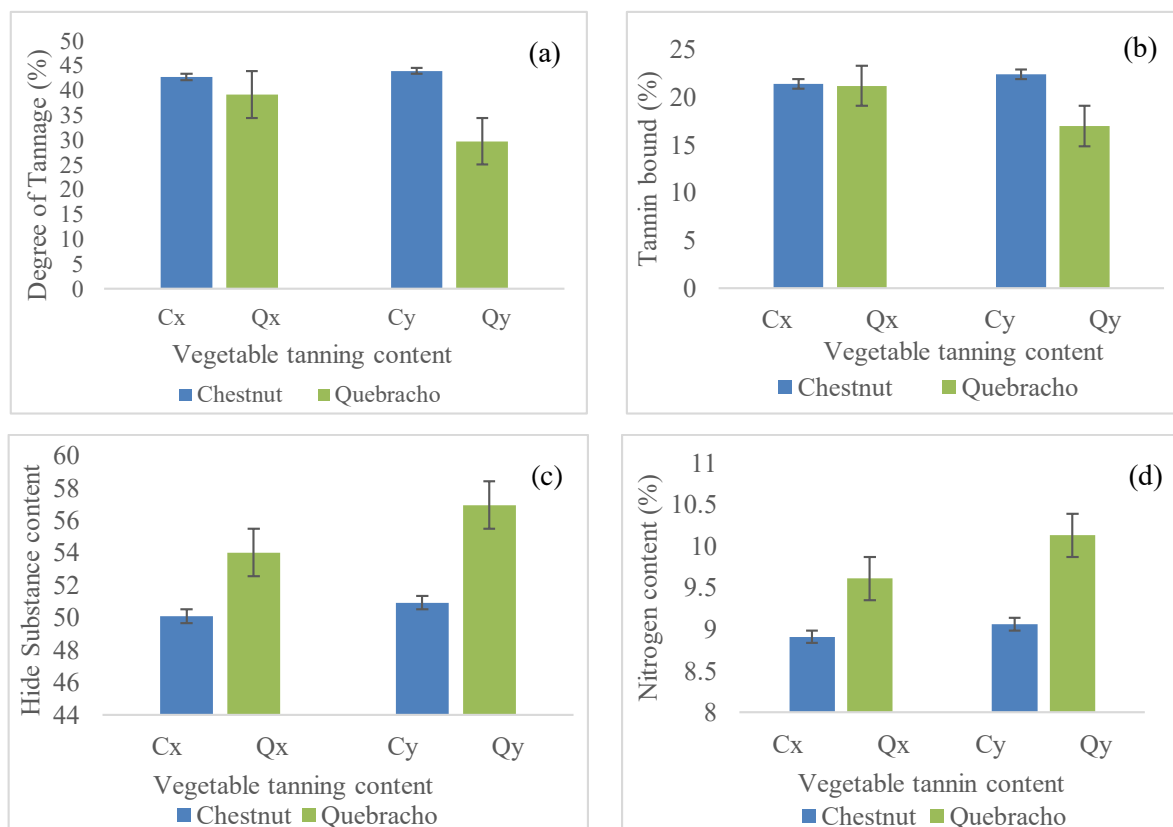 (a)
Degree of Tannage (%)
50
45
40
35
30
25
20
15
10
5
0
Cx Qx Cy Qy
Vegetable tanning content
Chestnut Quebracho
(b)
Tannin bound (%)
25
20
15
10
5
0
Cx Qx Cy Qy
Vegetable tanning content
Chestnut Quebracho
(c)
Hide Substance content
60
58
56
54
52
50
48
46
44
Cx Qx Cy Qy
Vegetable tanning content
Chestnut Quebracho
(d)
Nitrogen content (%)
11
10.5
10
9.5
9
8.5
8
Cx Qx Cy Qy
Vegetable tannin content
Chestnut Quebracho